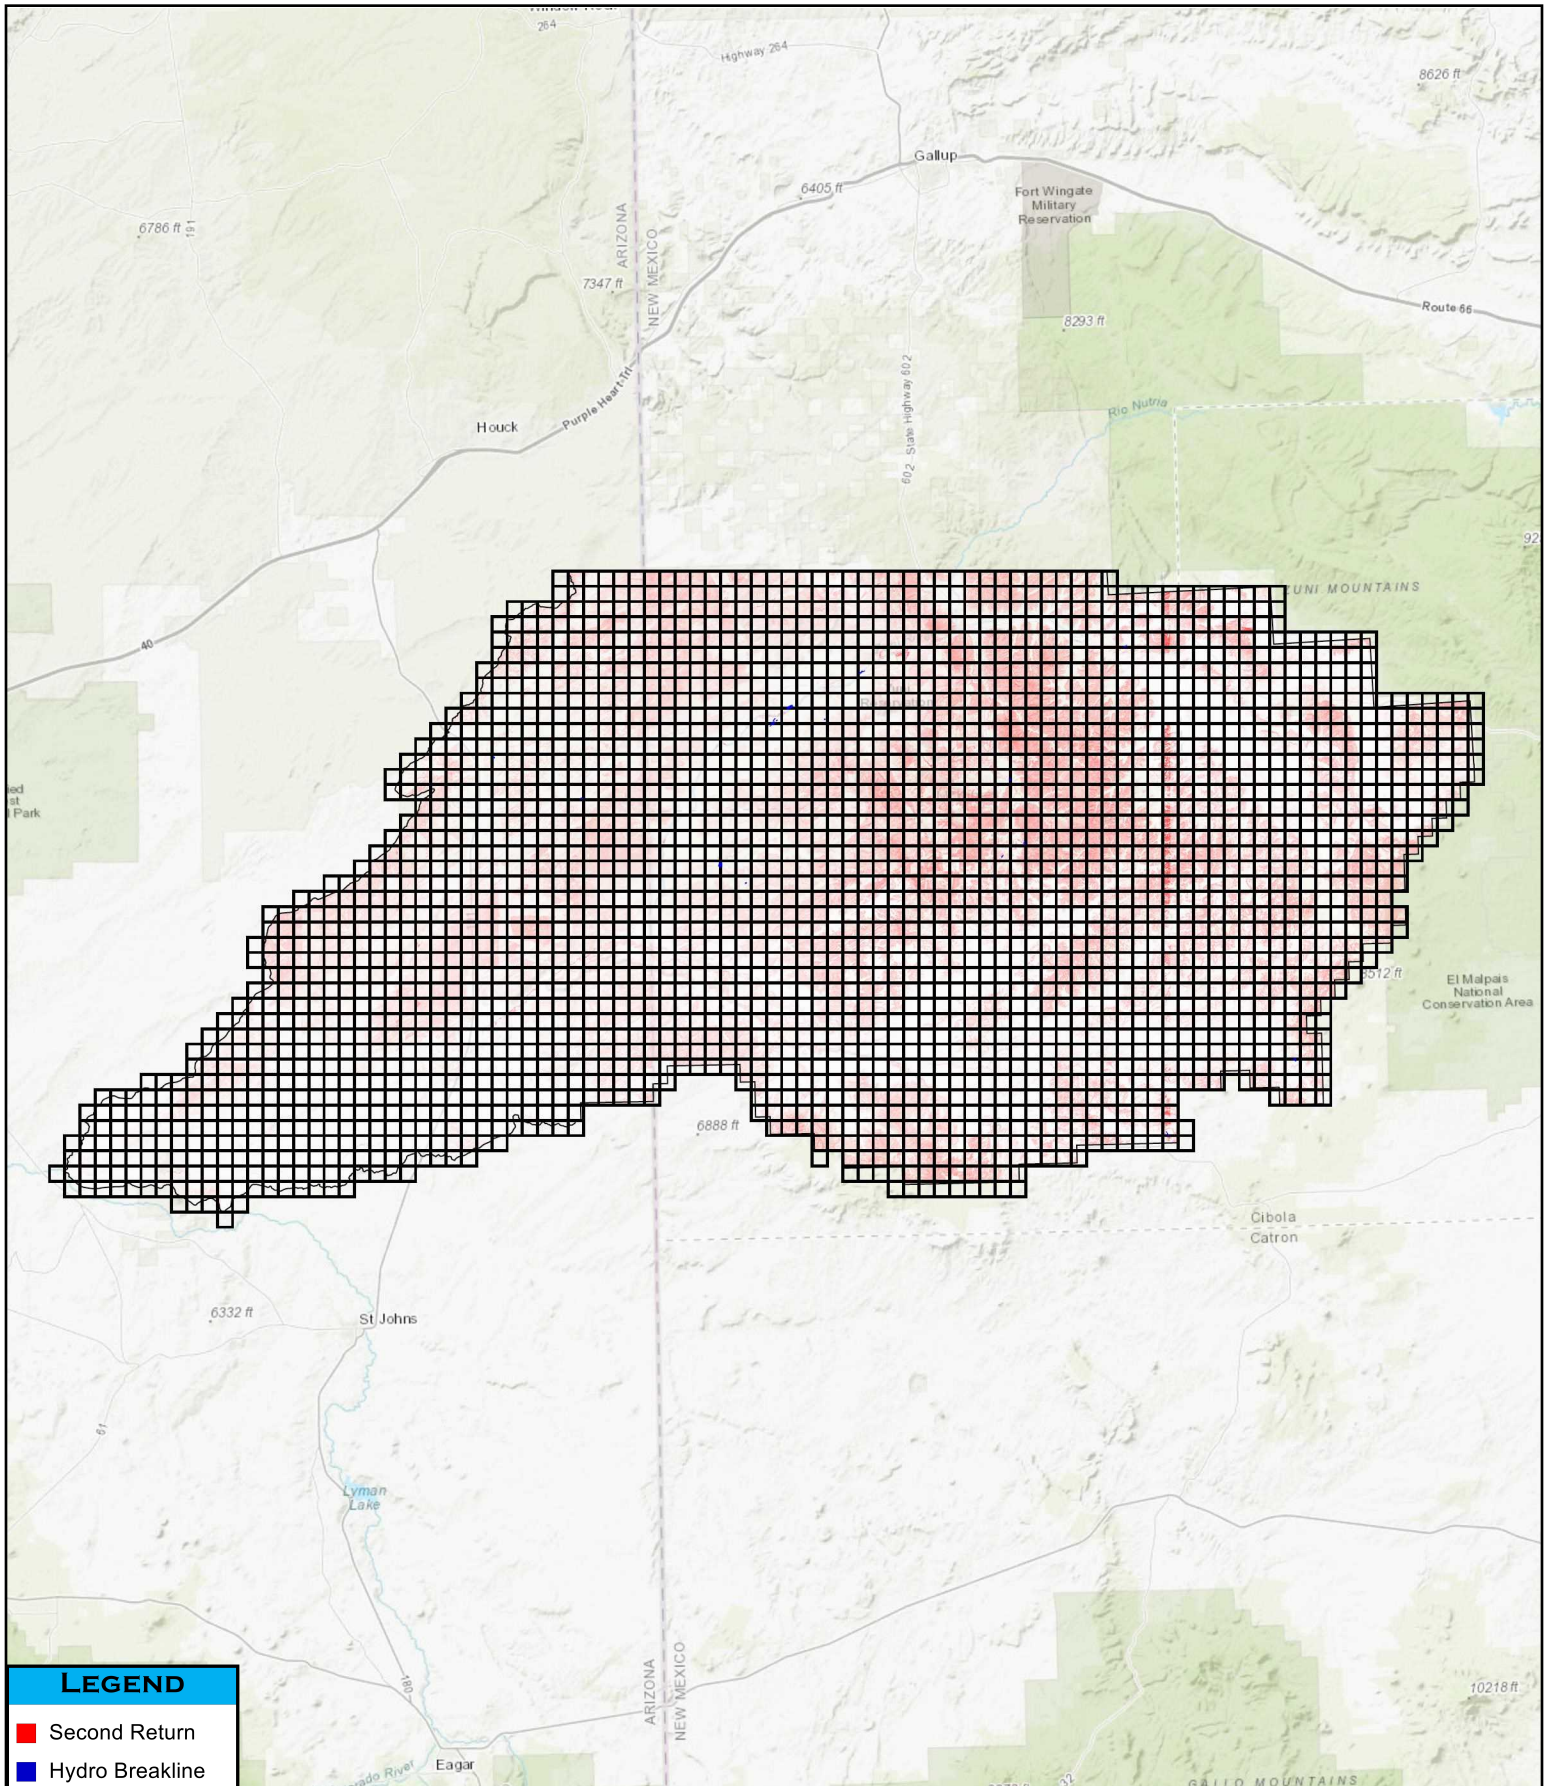 264
Highway 264
8626 ft
Gallup
6405 ft
Fort Wingate
Military
Reservation
6786 ft
191
ARIZONA
NEW MEXICO
7347 ft
8293 ft
Route 66
Purple Heart Trl
602
State Highway 602
Rio Nutria
Houck
ZUNI MOUNTAINS
40
Park
8512 ft
El Malpais
National
Conservation Area
6888 ft
Cibola
Catron
6332 ft
St Johns
61
Lyman
Lake
ARIZONA
NEW MEXICO
180
10218 ft
LEGEND
Second Return
Hydro Breakline
Eagar
River
32
GALLO MOUNTAINS